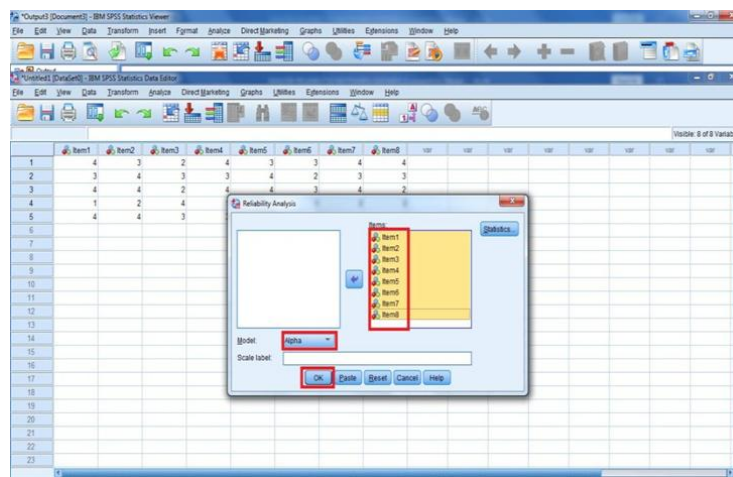 *Output3 [Document3] - IBM SPSS Statistics Viewer
File Edit View Data Transform Insert Format Analyze Direct Marketing Graphs Utilities Extensions Window Help
*Untitled1 [DataSet0] - IBM SPSS Statistics Data Editor
File Edit View Data Transform Analyze Direct Marketing Graphs Utilities Extensions Window Help
Visible: 8 of 8 Variab
Item1 Item2 Item3 Item4 Item5 Item6 Item7 Item8 var var var var var var
1 4 3 2 4 3 3 4 4
2 3 4 3 3 4 2 3 3
3 4 4 2 4 4 3 4 2
4 1 2 4
5 4 4 3
6
7
8
9
10
11
12
13
14
15
16
17
18
19
20
21
22
23
Reliability Analysis
Items:
Item1
Item2
Item3
Item4
Item5
Item6
Item7
Item8
Statistics...
Model: Alpha
Scale label:
OK Paste Reset Cancel Help